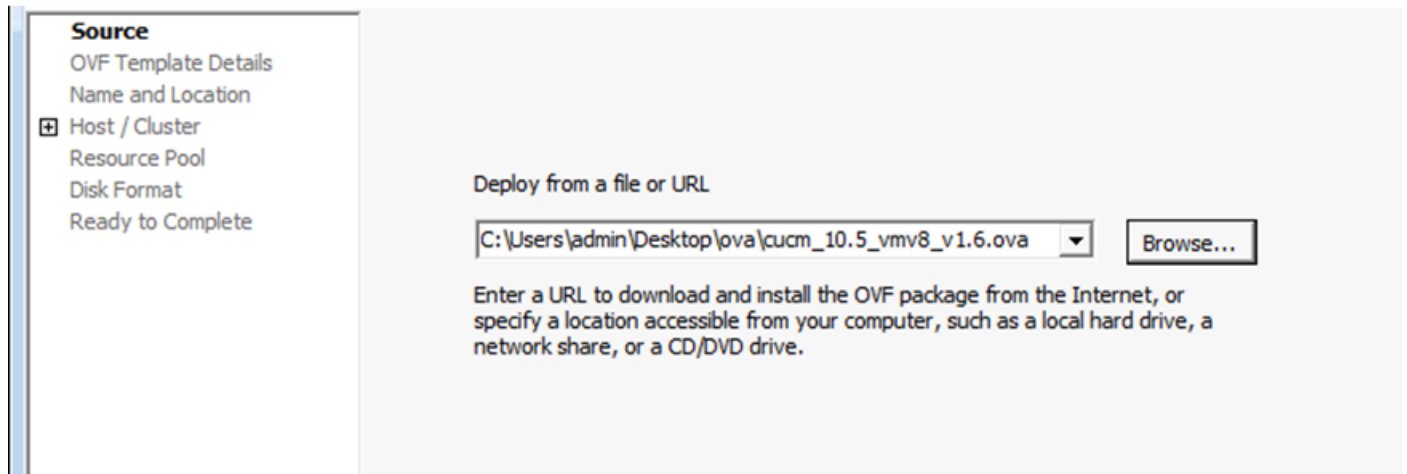 Source
OVF Template Details
Name and Location
Host / Cluster
Resource Pool
Disk Format
Ready to Complete
Deploy from a file or URL
C:\Users\admin\Desktop\ova\cucm_10.5_vmv8_v1.6.ova
Browse...
Enter a URL to download and install the OVF package from the Internet, or
specify a location accessible from your computer, such as a local hard drive, a
network share, or a CD/DVD drive.